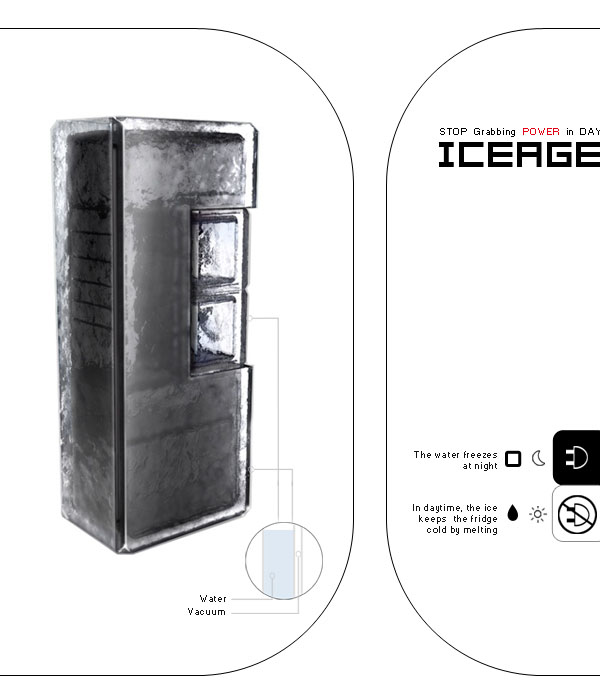 STOP Grabbing POWER in DAY
ICEAGE
The water freezes
at night
In daytime, the ice
keeps the fridge
cold by melting
Water
Vacuum